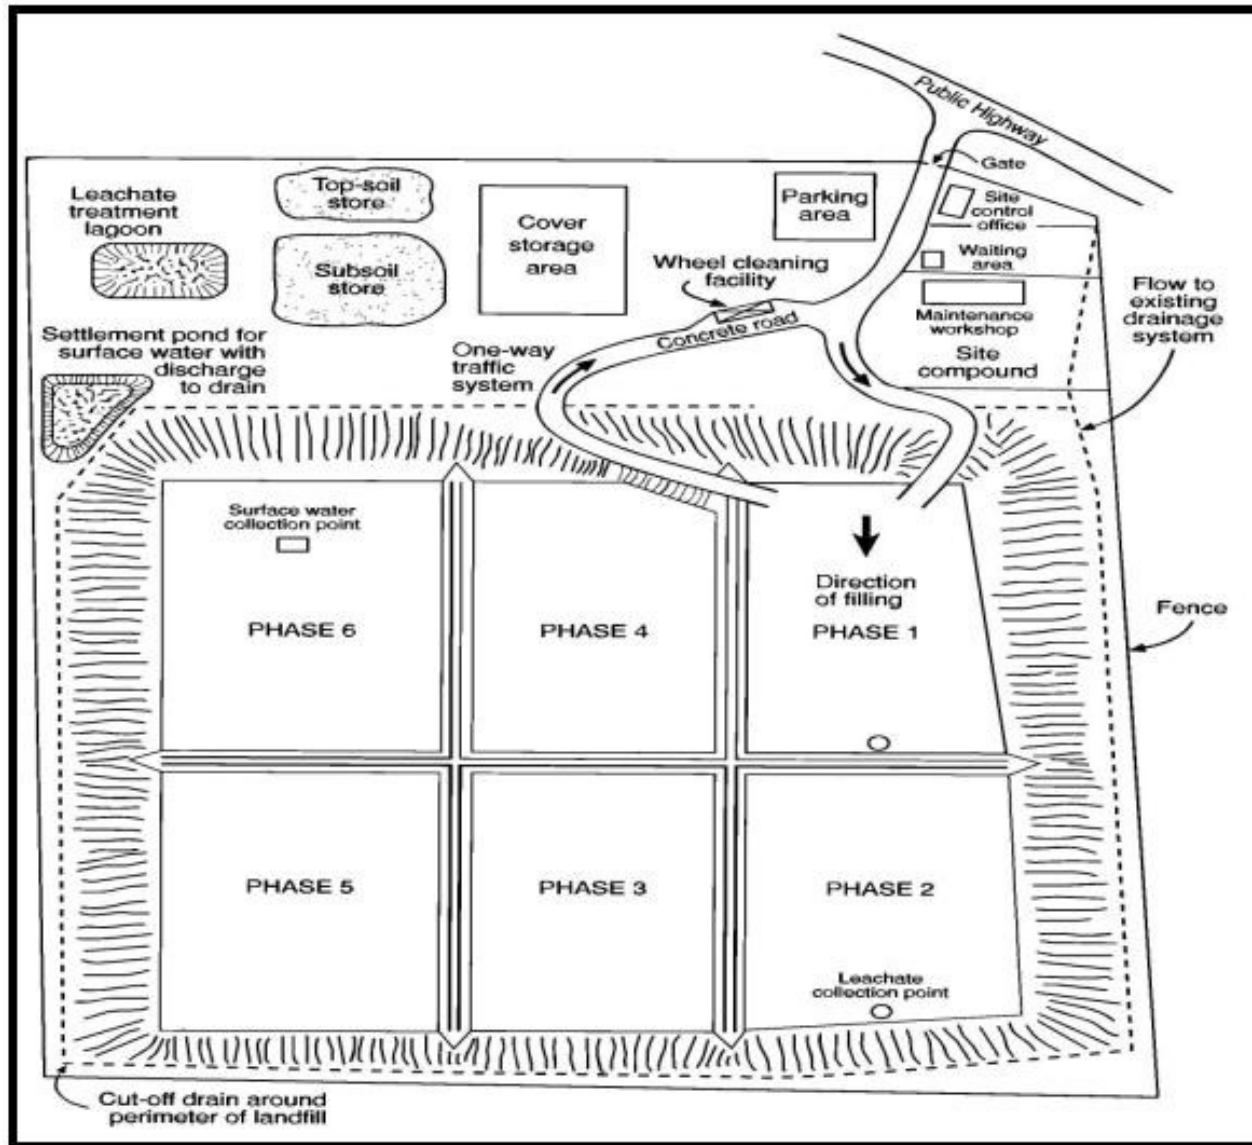 Public Highway
Gate
Leachate
treatment
lagoon
Top-soil
store
Subsoil
store
Cover
storage
area
Parking
area
Site
control
office
Waiting
area
Wheel cleaning
facility
Concrete road
Maintenance
workshop
Site
compound
Flow to
existing
drainage
system
Settlement pond for
surface water with
discharge
to drain
One-way
traffic
system
Surface water
collection point
Direction
of filling
Fence
PHASE 6
PHASE 4
PHASE 1
PHASE 5
PHASE 3
PHASE 2
Leachate
collection point
Cut-off drain around
perimeter of landfill